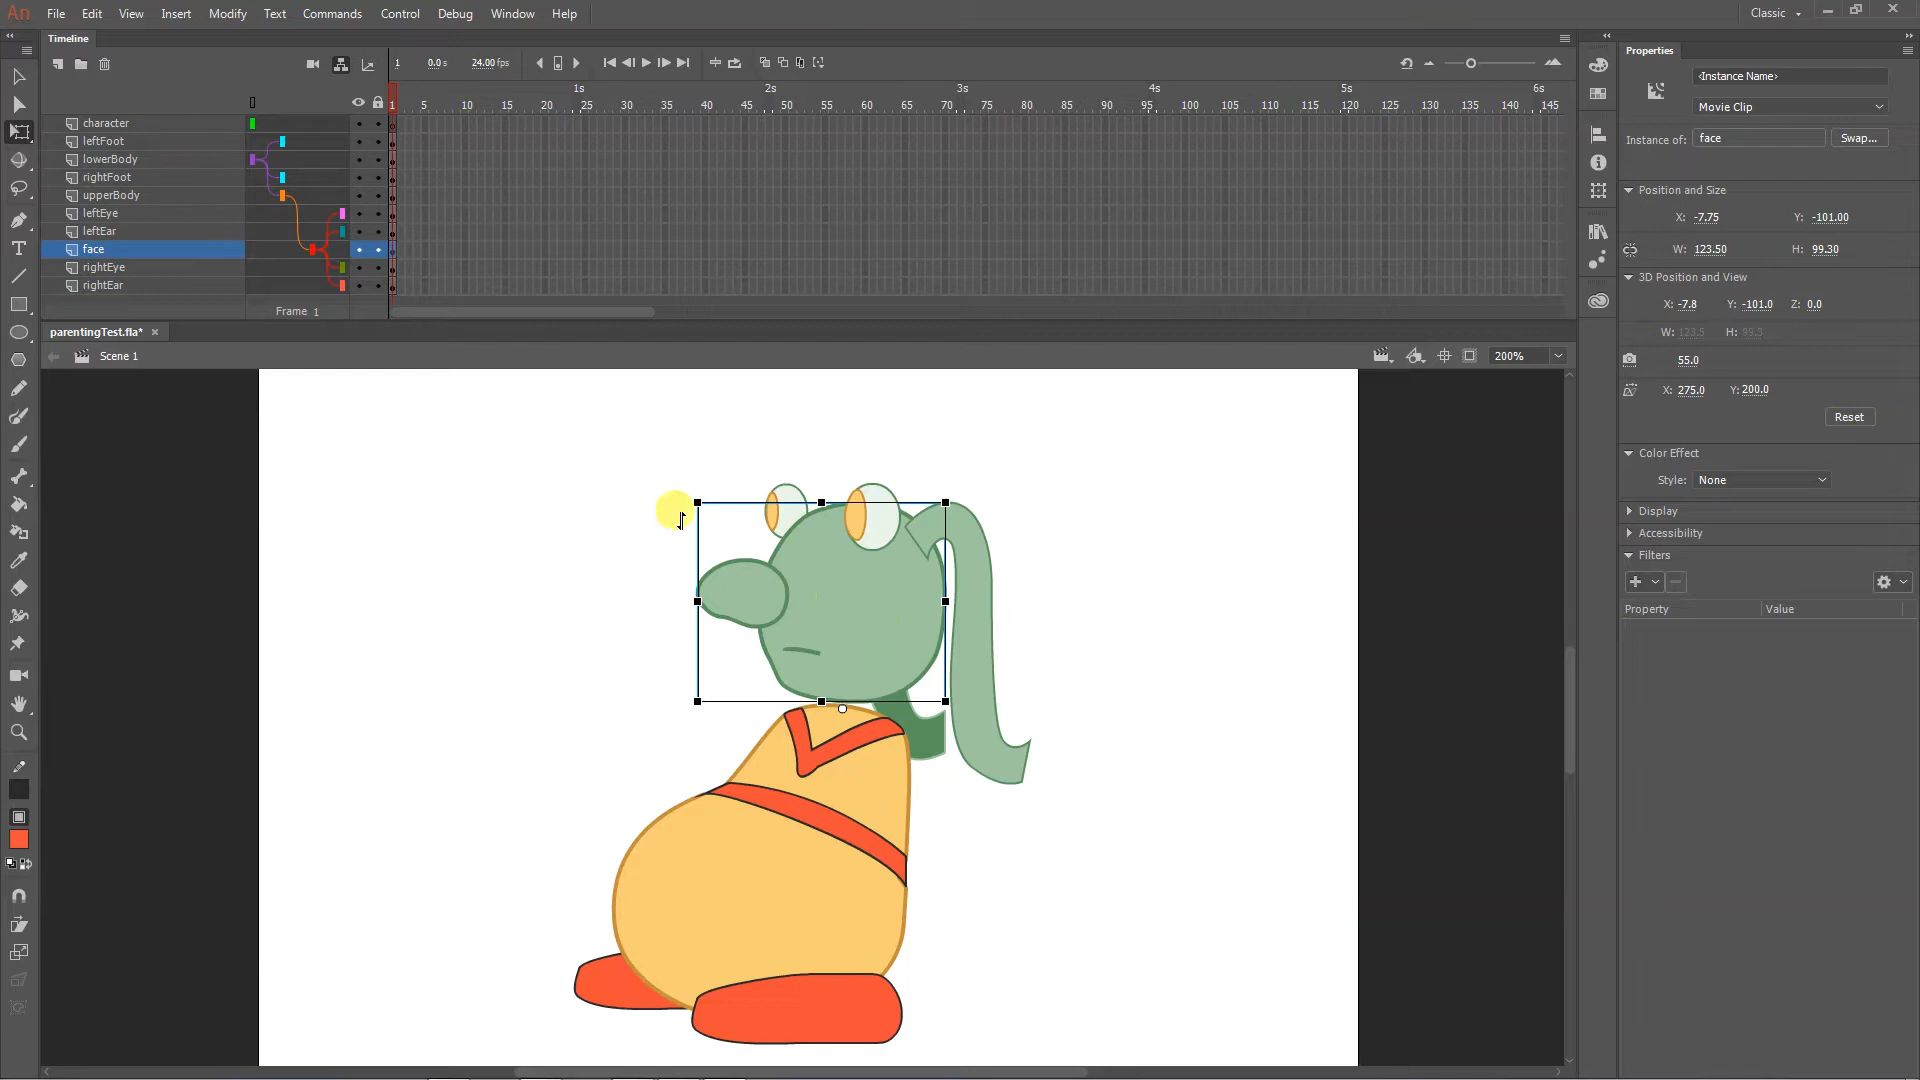 An File Edit View Insert Modify Text Commands Control Debug Window Help Classic
Timeline
1 0.0 s 24.00 fps
1s 2s 3s 4s 5s 6s
1 5 10 15 20 25 30 35 40 45 50 55 60 65 70 75 80 85 90 95 100 105 110 115 120 125 130 135 140 145
character
leftFoot
lowerBody
rightFoot
upperBody
leftEye
leftEar
face
rightEye
rightEar
Frame 1
parentingTest.fla*
Scene 1
200%
Properties
<Instance Name>
Movie Clip
Instance of: face Swap...
Position and Size
X: -7.75 Y: -101.00
W: 123.50 H: 99.30
3D Position and View
X: -7.8 Y: -101.0 Z: 0.0
W: 123.5 H: 99.3
55.0
X: 275.0 Y: 200.0
Reset
Color Effect
Style: None
Display
Accessibility
Filters
Property Value